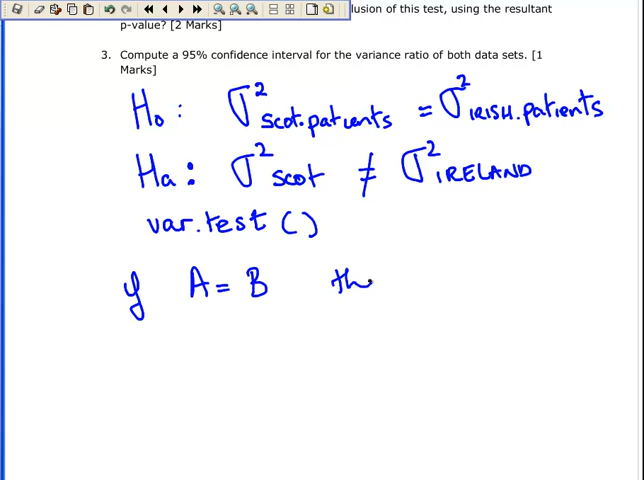 lusion of this test, using the resultant
p-value? [2 Marks]
3. Compute a 95% confidence interval for the variance ratio of both data sets. [1
Marks]
H₀ : σ² scot.patients = σ² IRISH.patients
Ha : σ² scot ≠ σ² IRELAND
var.test ()
if A = B th